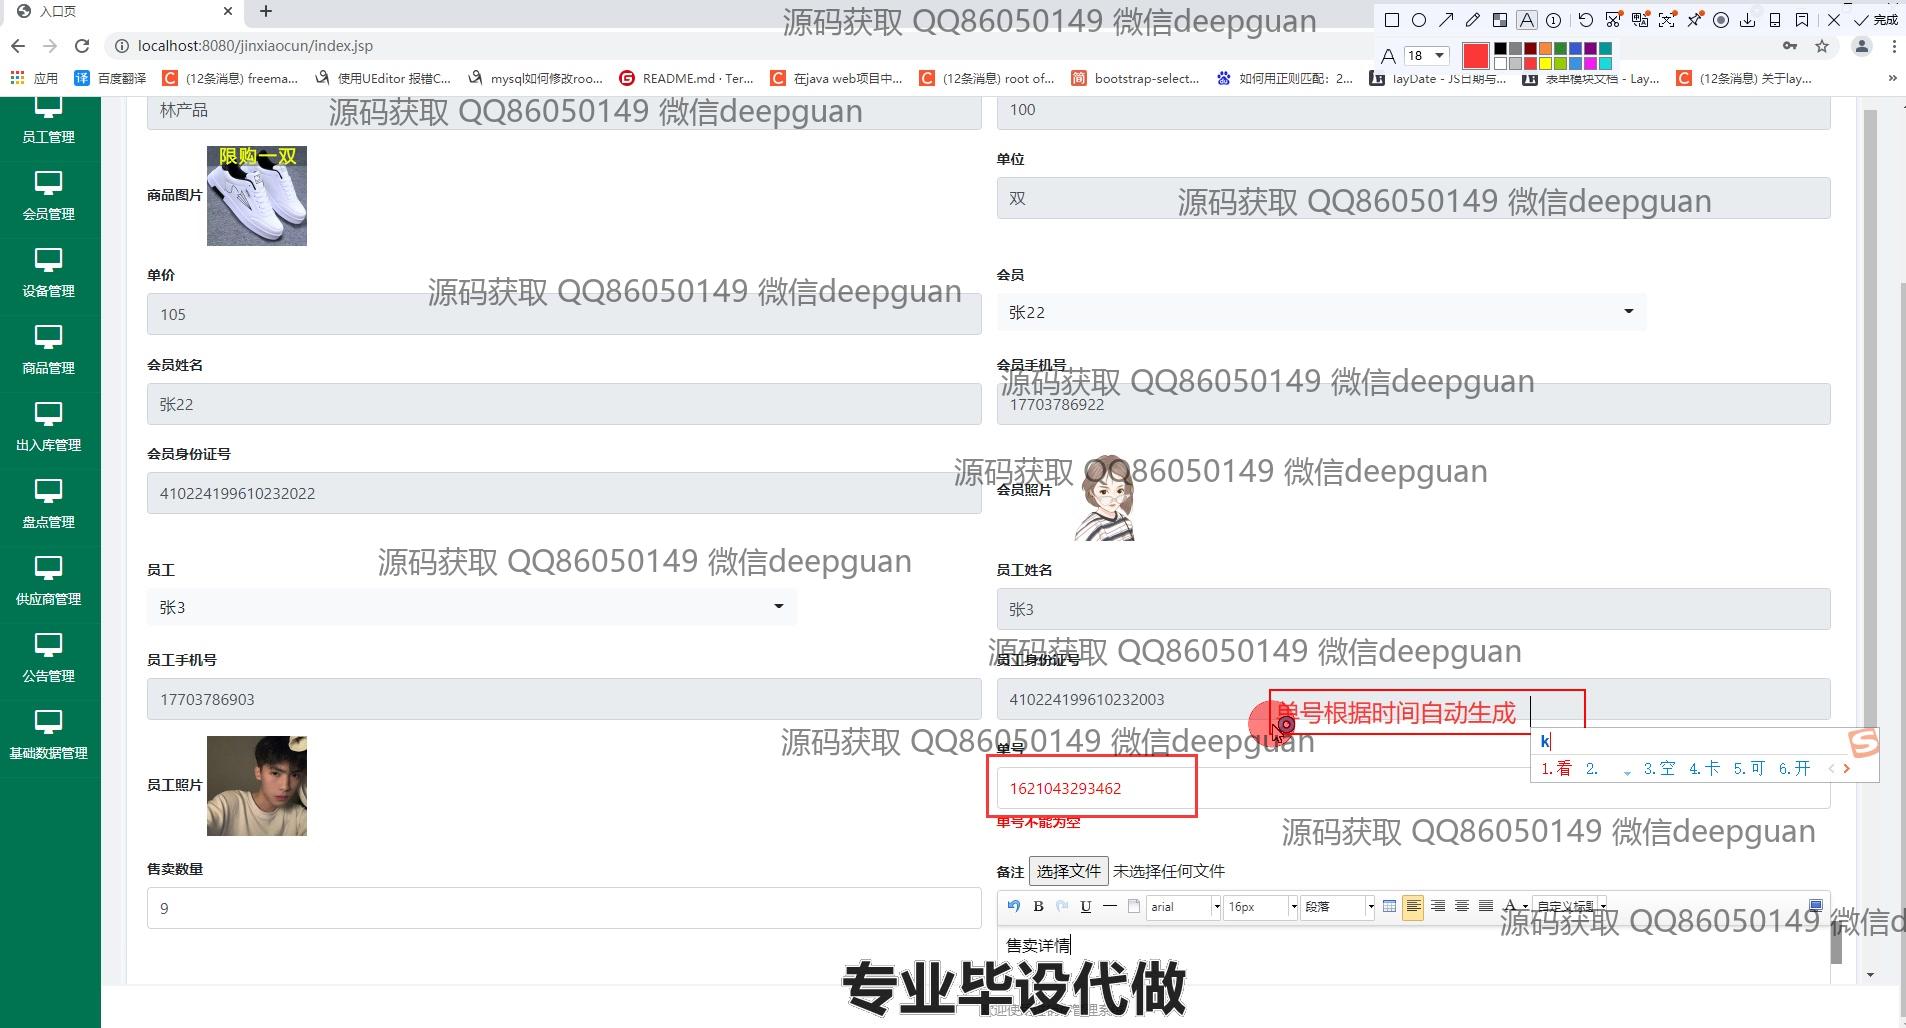 入口页
源码获取 QQ86050149 微信deepguan
完成
localhost:8080/jinxiaocun/index.jsp
18
应用
百度翻译
(12条消息) freema...
使用UEditor 报错C...
mysql如何修改roo...
README.md · Ter...
在java web项目中...
(12条消息) root of...
bootstrap-select...
如何用正则匹配：2...
layDate - JS日期与...
表单模块文档 - Lay...
(12条消息) 关于lay...
林产品
源码获取 QQ86050149 微信deepguan
100
员工管理
限购一双
单位
商品图片
双
源码获取 QQ86050149 微信deepguan
会员管理
单价
会员
设备管理
源码获取 QQ86050149 微信deepguan
105
张22
会员姓名
会员手机号
商品管理
源码获取 QQ86050149 微信deepguan
张22
17703786922
出入库管理
会员身份证号
源码获取 QQ86050149 微信deepguan
410224199610232022
会员照片
盘点管理
源码获取 QQ86050149 微信deepguan
员工
员工姓名
供应商管理
张3
张3
源码获取 QQ86050149 微信deepguan
员工手机号
员工身份证号
公告管理
17703786903
410224199610232003
单号根据时间自动生成
源码获取 QQ86050149 微信deepguan
单号
k
基础数据管理
1.看 2. 3.空 4.卡 5.可 6.开
员工照片
1621043293462
单号不能为空
源码获取 QQ86050149 微信deepguan
售卖数量
备注
选择文件
未选择任何文件
9
B
U
arial
16px
段落
A
自定义标题
源码获取 QQ86050149 微信d
售卖详情
专业毕设代做